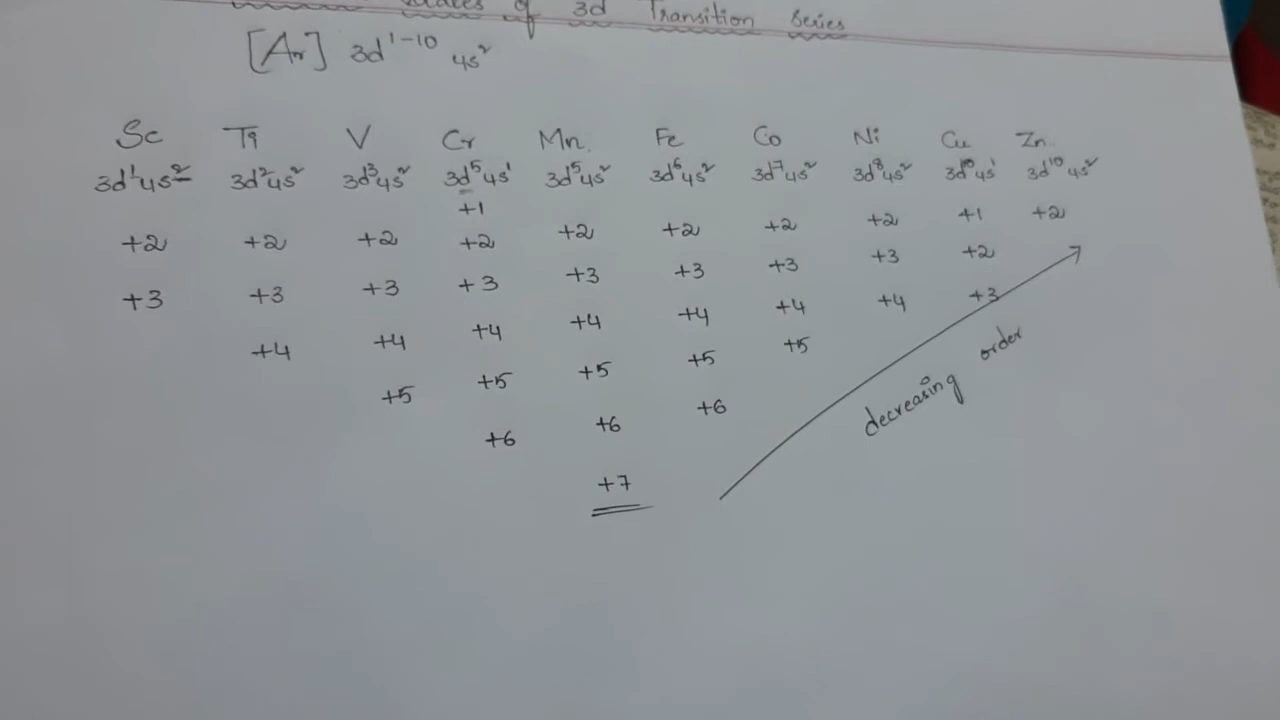 of 3d Transition Series
[Ar] 3d¹⁻¹⁰ 4s²
Sc Ti V Cr Mn. Fe Co Ni Cu Zn..
3d¹4s² 3d²4s² 3d³4s² 3d⁵4s¹ 3d⁵4s² 3d⁶4s² 3d⁷4s² 3d⁸4s² 3d¹⁰4s¹ 3d¹⁰4s²
+1
+2 +2 +2 +2 +2 +2 +2 +2 +1 +2
+3 +3 +3 +3 +3 +3 +3 +3 +2
+4 +4 +4 +4 +4 +4 +4 +3
+5 +5 +5 +5 +5
+6 +6 +6
+7
decreasing order